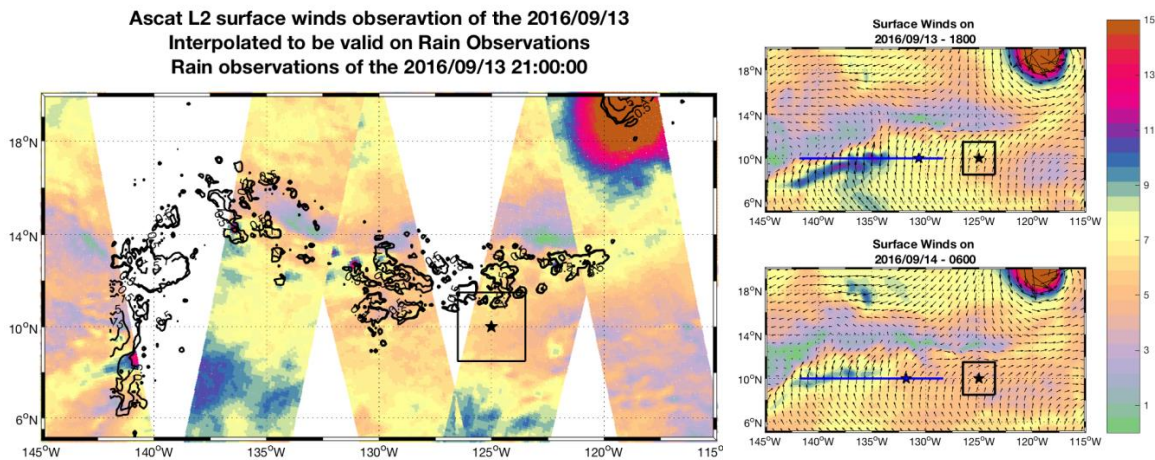 Ascat L2 surface winds obseravtion of the 2016/09/13
Interpolated to be valid on Rain Observations
Rain observations of the 2016/09/13 21:00:00
18°N
14°N
10°N
6°N
145°W 140°W 135°W 130°W 125°W 120°W 115°W
Surface Winds on
2016/09/13 - 1800
18°N
14°N
10°N
6°N
145°W 140°W 135°W 130°W 125°W 120°W 115°W
Surface Winds on
2016/09/14 - 0600
18°N
14°N
10°N
6°N
145°W 140°W 135°W 130°W 125°W 120°W 115°W
15
13
11
9
7
5
3
1